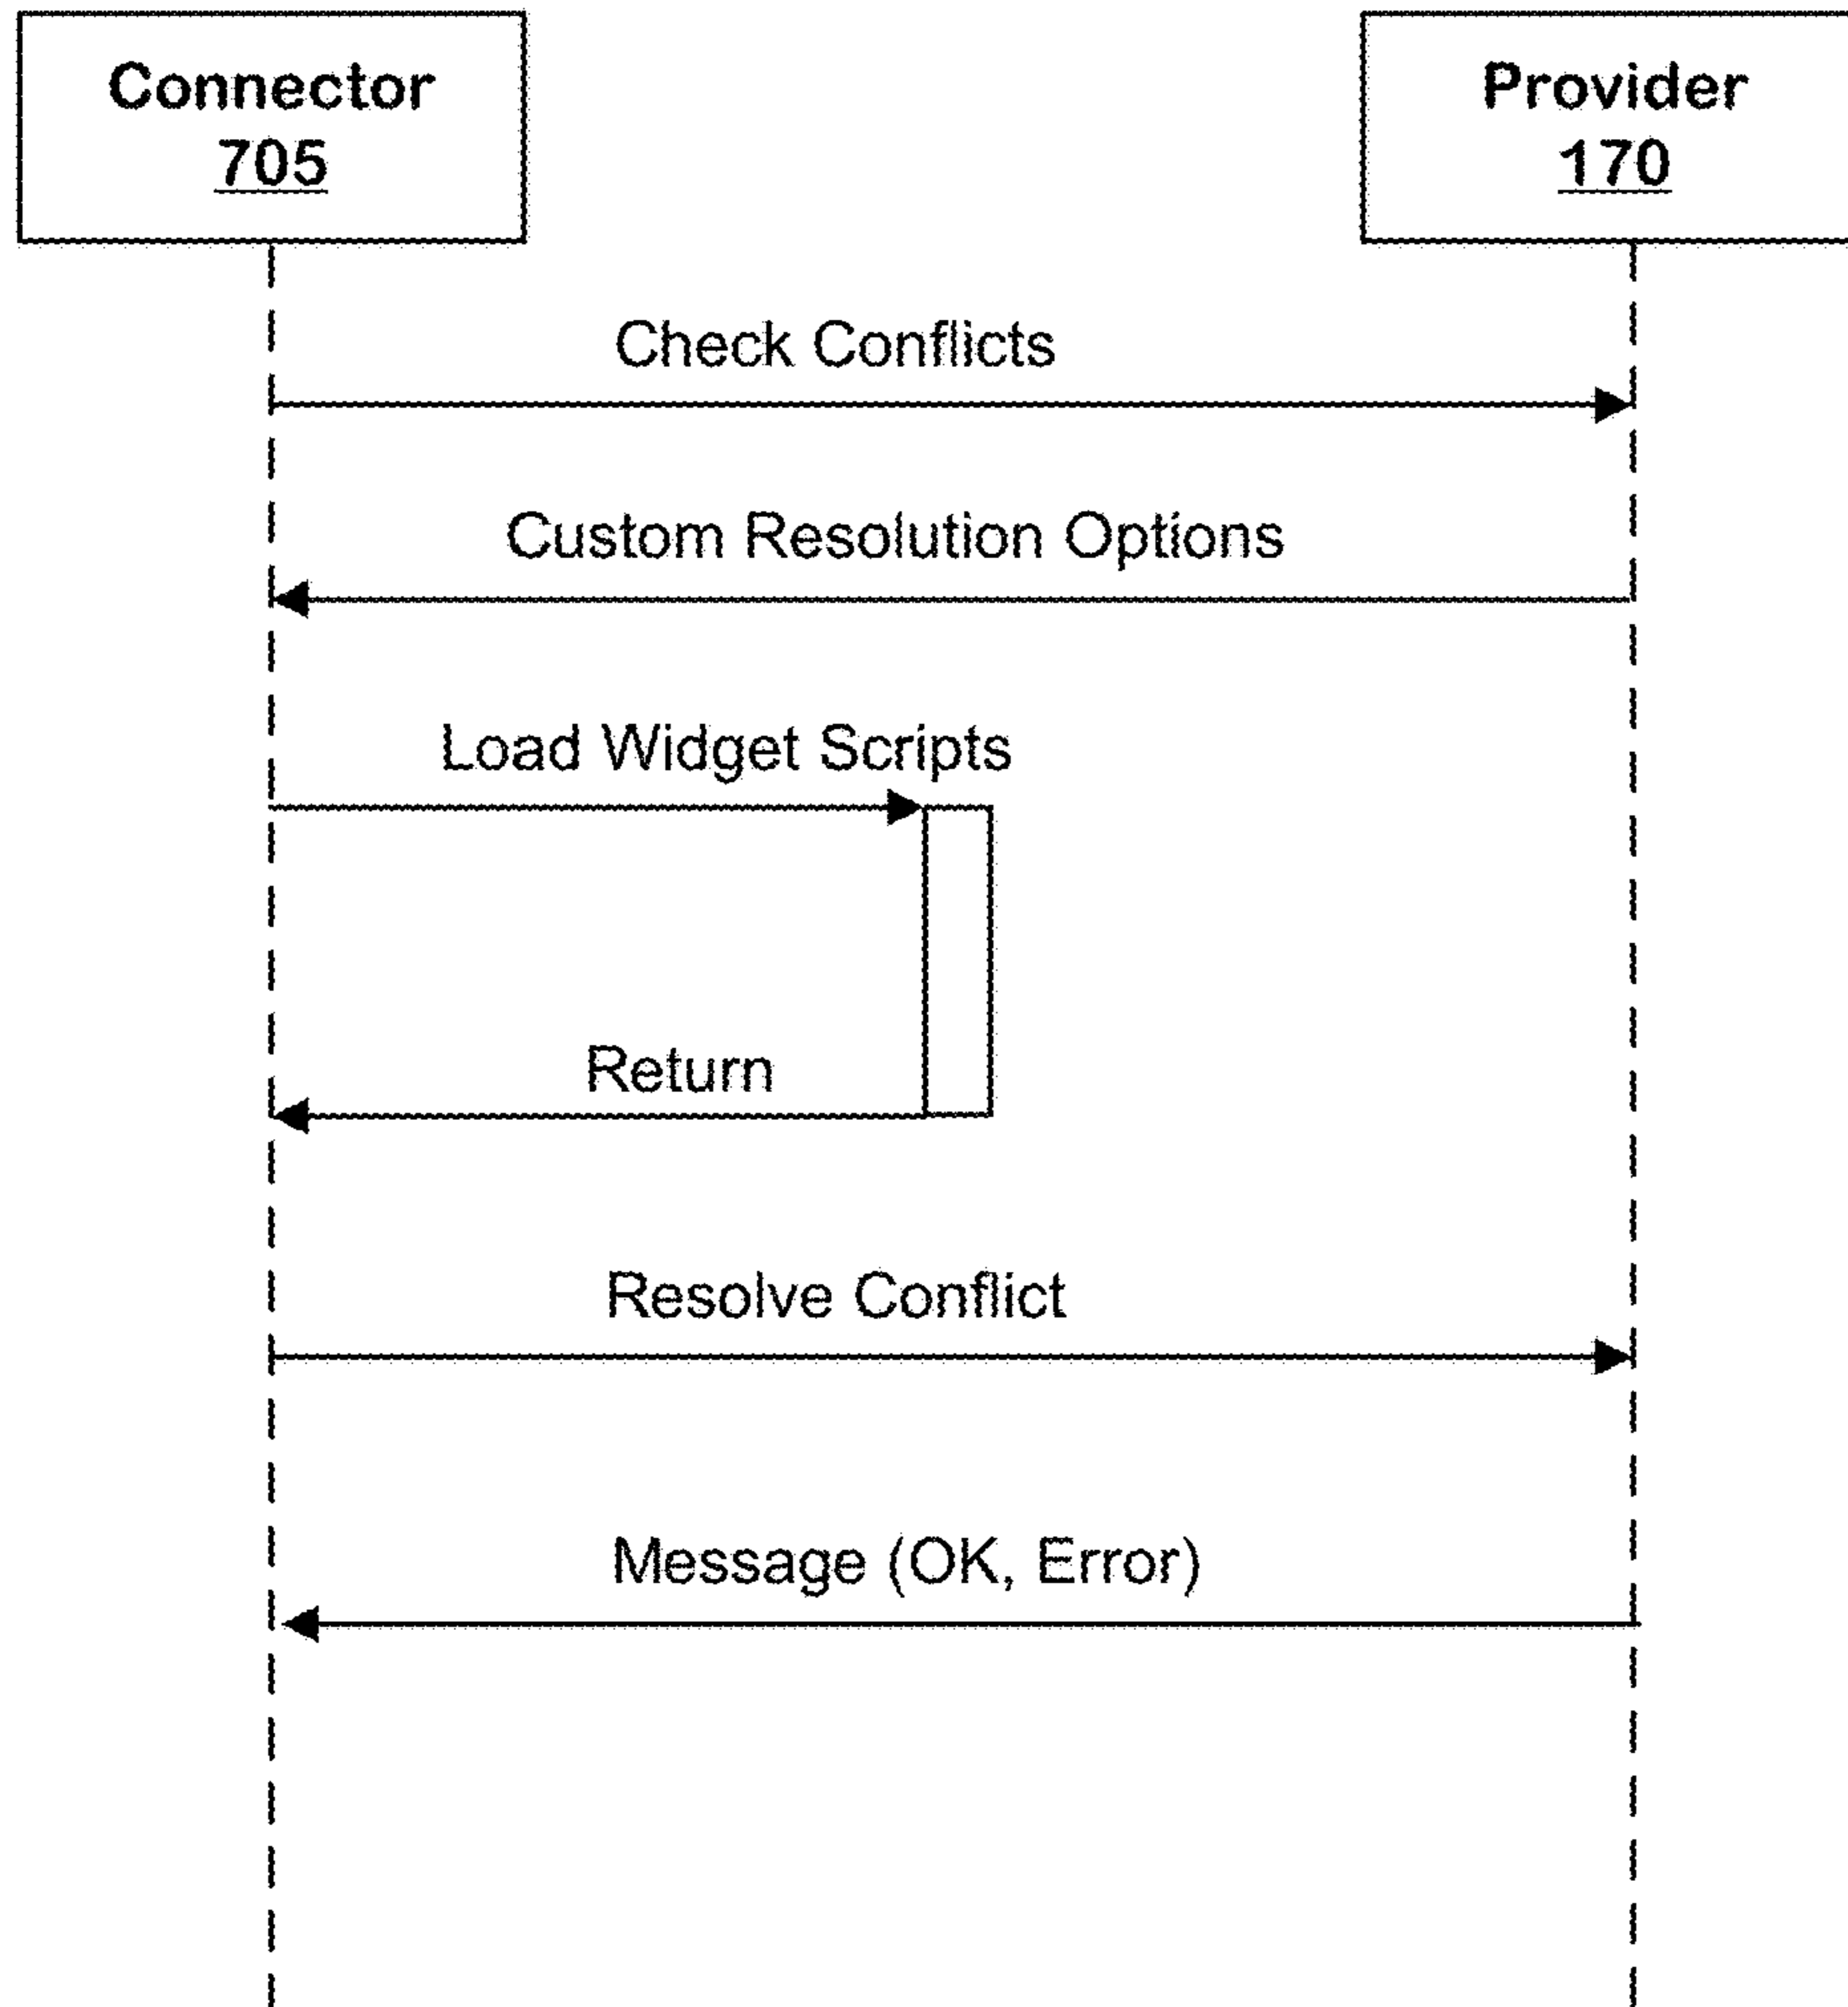 Connector
705
Provider
170
Check Conflicts
Custom Resolution Options
Load Widget Scripts
Return
Resolve Conflict
Message (OK, Error)